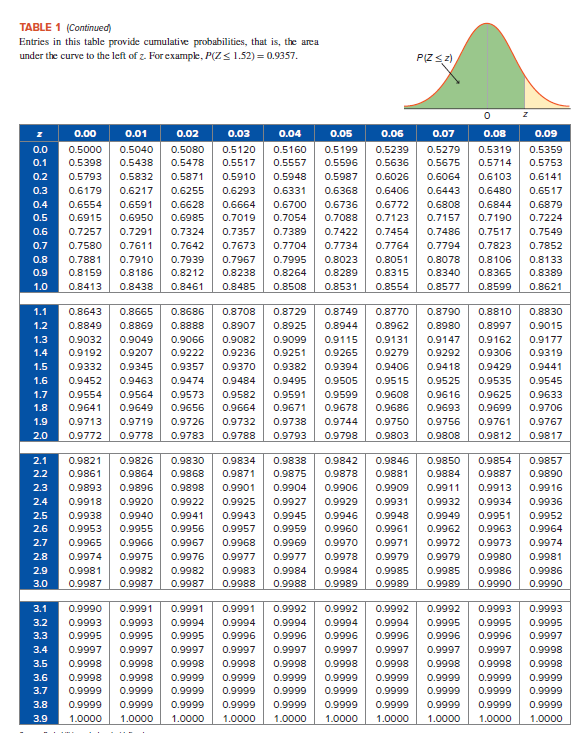 TABLE 1 (Continued)
Entries in this table provide cumulative probabilities, that is, the area
under the curve to the left of z. For example, P(Z ≤ 1.52) = 0.9357.
P(Z ≤ z)
0 z
z 0.00 0.01 0.02 0.03 0.04 0.05 0.06 0.07 0.08 0.09
0.0 0.5000 0.5040 0.5080 0.5120 0.5160 0.5199 0.5239 0.5279 0.5319 0.5359
0.1 0.5398 0.5438 0.5478 0.5517 0.5557 0.5596 0.5636 0.5675 0.5714 0.5753
0.2 0.5793 0.5832 0.5871 0.5910 0.5948 0.5987 0.6026 0.6064 0.6103 0.6141
0.3 0.6179 0.6217 0.6255 0.6293 0.6331 0.6368 0.6406 0.6443 0.6480 0.6517
0.4 0.6554 0.6591 0.6628 0.6664 0.6700 0.6736 0.6772 0.6808 0.6844 0.6879
0.5 0.6915 0.6950 0.6985 0.7019 0.7054 0.7088 0.7123 0.7157 0.7190 0.7224
0.6 0.7257 0.7291 0.7324 0.7357 0.7389 0.7422 0.7454 0.7486 0.7517 0.7549
0.7 0.7580 0.7611 0.7642 0.7673 0.7704 0.7734 0.7764 0.7794 0.7823 0.7852
0.8 0.7881 0.7910 0.7939 0.7967 0.7995 0.8023 0.8051 0.8078 0.8106 0.8133
0.9 0.8159 0.8186 0.8212 0.8238 0.8264 0.8289 0.8315 0.8340 0.8365 0.8389
1.0 0.8413 0.8438 0.8461 0.8485 0.8508 0.8531 0.8554 0.8577 0.8599 0.8621
1.1 0.8643 0.8665 0.8686 0.8708 0.8729 0.8749 0.8770 0.8790 0.8810 0.8830
1.2 0.8849 0.8869 0.8888 0.8907 0.8925 0.8944 0.8962 0.8980 0.8997 0.9015
1.3 0.9032 0.9049 0.9066 0.9082 0.9099 0.9115 0.9131 0.9147 0.9162 0.9177
1.4 0.9192 0.9207 0.9222 0.9236 0.9251 0.9265 0.9279 0.9292 0.9306 0.9319
1.5 0.9332 0.9345 0.9357 0.9370 0.9382 0.9394 0.9406 0.9418 0.9429 0.9441
1.6 0.9452 0.9463 0.9474 0.9484 0.9495 0.9505 0.9515 0.9525 0.9535 0.9545
1.7 0.9554 0.9564 0.9573 0.9582 0.9591 0.9599 0.9608 0.9616 0.9625 0.9633
1.8 0.9641 0.9649 0.9656 0.9664 0.9671 0.9678 0.9686 0.9693 0.9699 0.9706
1.9 0.9713 0.9719 0.9726 0.9732 0.9738 0.9744 0.9750 0.9756 0.9761 0.9767
2.0 0.9772 0.9778 0.9783 0.9788 0.9793 0.9798 0.9803 0.9808 0.9812 0.9817
2.1 0.9821 0.9826 0.9830 0.9834 0.9838 0.9842 0.9846 0.9850 0.9854 0.9857
2.2 0.9861 0.9864 0.9868 0.9871 0.9875 0.9878 0.9881 0.9884 0.9887 0.9890
2.3 0.9893 0.9896 0.9898 0.9901 0.9904 0.9906 0.9909 0.9911 0.9913 0.9916
2.4 0.9918 0.9920 0.9922 0.9925 0.9927 0.9929 0.9931 0.9932 0.9934 0.9936
2.5 0.9938 0.9940 0.9941 0.9943 0.9945 0.9946 0.9948 0.9949 0.9951 0.9952
2.6 0.9953 0.9955 0.9956 0.9957 0.9959 0.9960 0.9961 0.9962 0.9963 0.9964
2.7 0.9965 0.9966 0.9967 0.9968 0.9969 0.9970 0.9971 0.9972 0.9973 0.9974
2.8 0.9974 0.9975 0.9976 0.9977 0.9977 0.9978 0.9979 0.9979 0.9980 0.9981
2.9 0.9981 0.9982 0.9982 0.9983 0.9984 0.9984 0.9985 0.9985 0.9986 0.9986
3.0 0.9987 0.9987 0.9987 0.9988 0.9988 0.9989 0.9989 0.9989 0.9990 0.9990
3.1 0.9990 0.9991 0.9991 0.9991 0.9992 0.9992 0.9992 0.9992 0.9993 0.9993
3.2 0.9993 0.9993 0.9994 0.9994 0.9994 0.9994 0.9994 0.9995 0.9995 0.9995
3.3 0.9995 0.9995 0.9995 0.9996 0.9996 0.9996 0.9996 0.9996 0.9996 0.9997
3.4 0.9997 0.9997 0.9997 0.9997 0.9997 0.9997 0.9997 0.9997 0.9997 0.9998
3.5 0.9998 0.9998 0.9998 0.9998 0.9998 0.9998 0.9998 0.9998 0.9998 0.9998
3.6 0.9998 0.9998 0.9999 0.9999 0.9999 0.9999 0.9999 0.9999 0.9999 0.9999
3.7 0.9999 0.9999 0.9999 0.9999 0.9999 0.9999 0.9999 0.9999 0.9999 0.9999
3.8 0.9999 0.9999 0.9999 0.9999 0.9999 0.9999 0.9999 0.9999 0.9999 0.9999
3.9 1.0000 1.0000 1.0000 1.0000 1.0000 1.0000 1.0000 1.0000 1.0000 1.0000